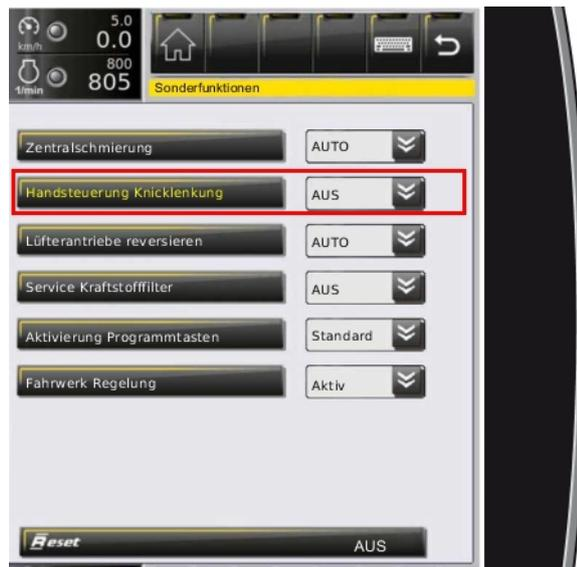 5.0
km/h 0.0
800
1/min 805
Sonderfunktionen
Zentralschmierung AUTO
Handsteuerung Knicklenkung AUS
Lüfterantriebe reversieren AUTO
Service Kraftstofffilter AUS
Aktivierung Programmtasten Standard
Fahrwerk Regelung Aktiv
Reset AUS